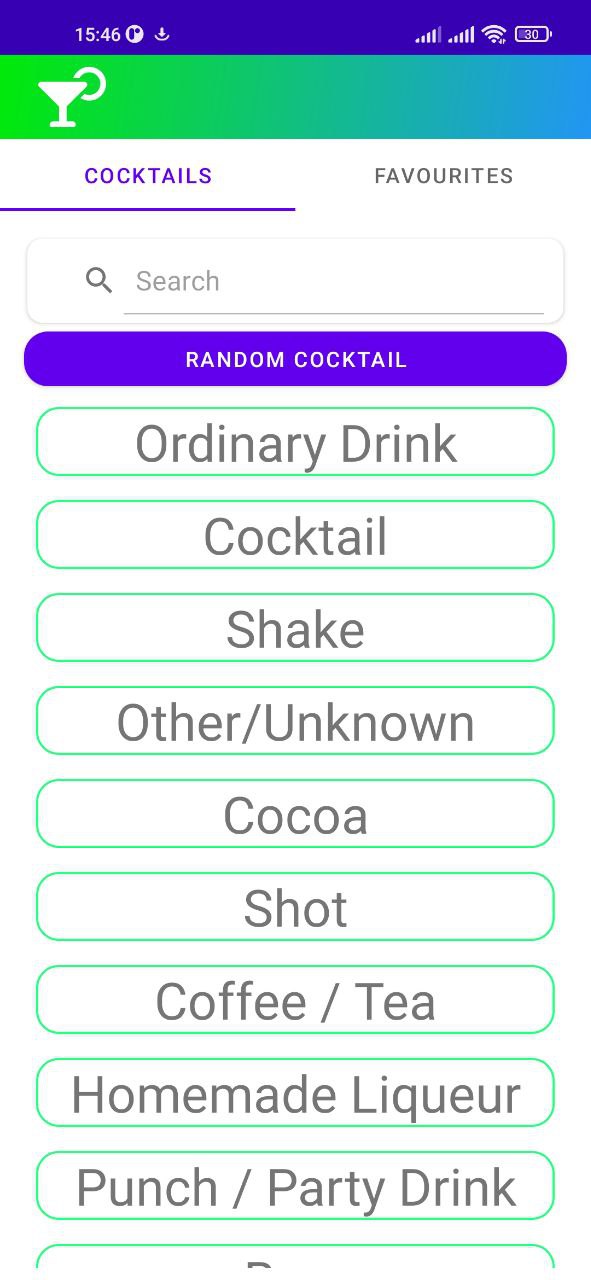 15:46
30
COCKTAILS
FAVOURITES
Search
RANDOM COCKTAIL
Ordinary Drink
Cocktail
Shake
Other/Unknown
Cocoa
Shot
Coffee / Tea
Homemade Liqueur
Punch / Party Drink